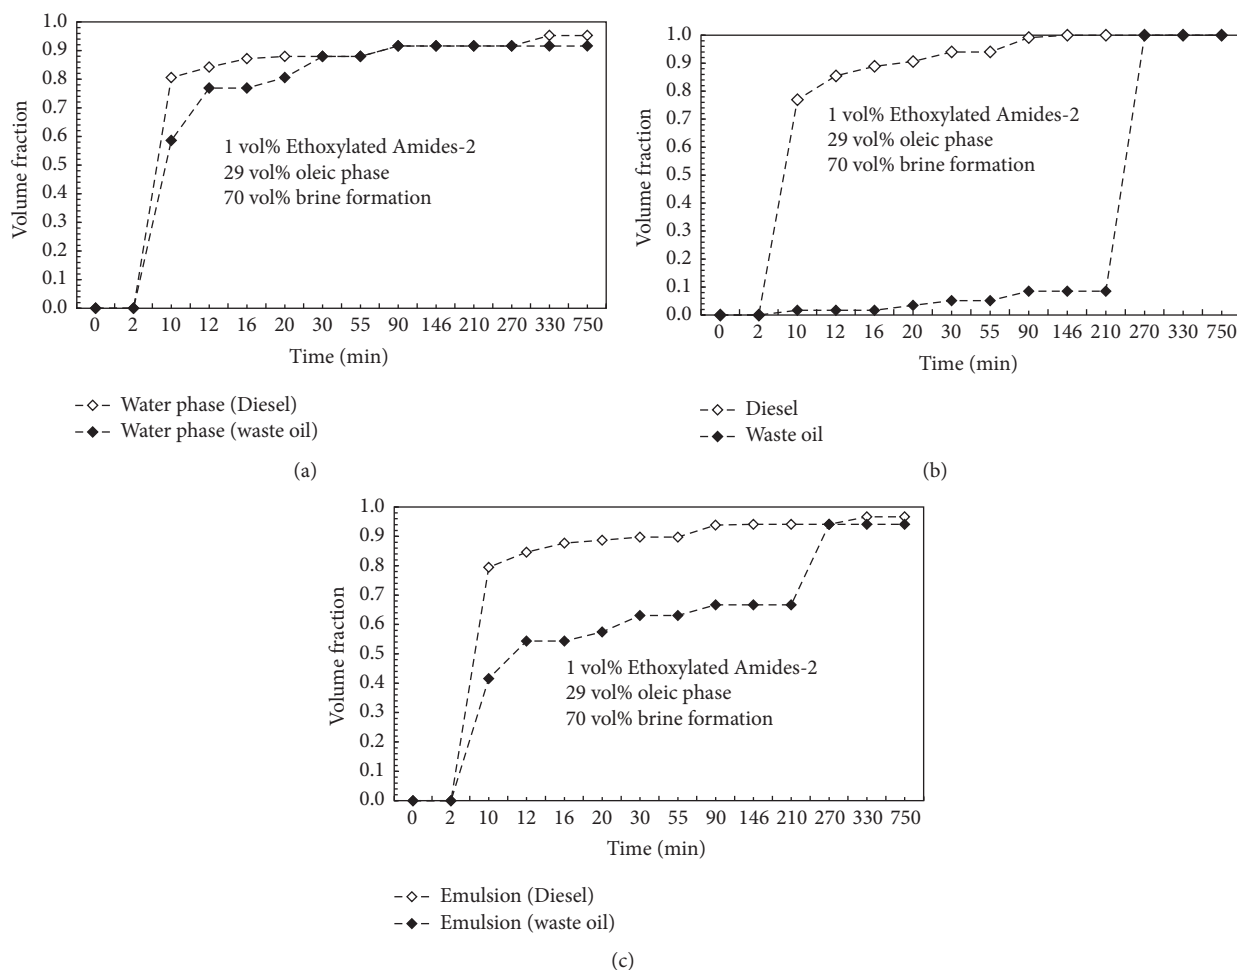 1.0
0.9
0.8
0.7
0.6
0.5
0.4
0.3
0.2
0.1
0.0
Volume fraction
1 vol% Ethoxylated Amides-2
29 vol% oleic phase
70 vol% brine formation
0 2 10 12 16 20 30 55 90 146 210 270 330 750
Time (min)
Water phase (Diesel)
Water phase (waste oil)
(a)
1.0
0.9
0.8
0.7
0.6
0.5
0.4
0.3
0.2
0.1
0.0
Volume fraction
1 vol% Ethoxylated Amides-2
29 vol% oleic phase
70 vol% brine formation
0 2 10 12 16 20 30 55 90 146 210 270 330 750
Time (min)
Diesel
Waste oil
(b)
1.0
0.9
0.8
0.7
0.6
0.5
0.4
0.3
0.2
0.1
0.0
Volume fraction
1 vol% Ethoxylated Amides-2
29 vol% oleic phase
70 vol% brine formation
0 2 10 12 16 20 30 55 90 146 210 270 330 750
Time (min)
Emulsion (Diesel)
Emulsion (waste oil)
(c)